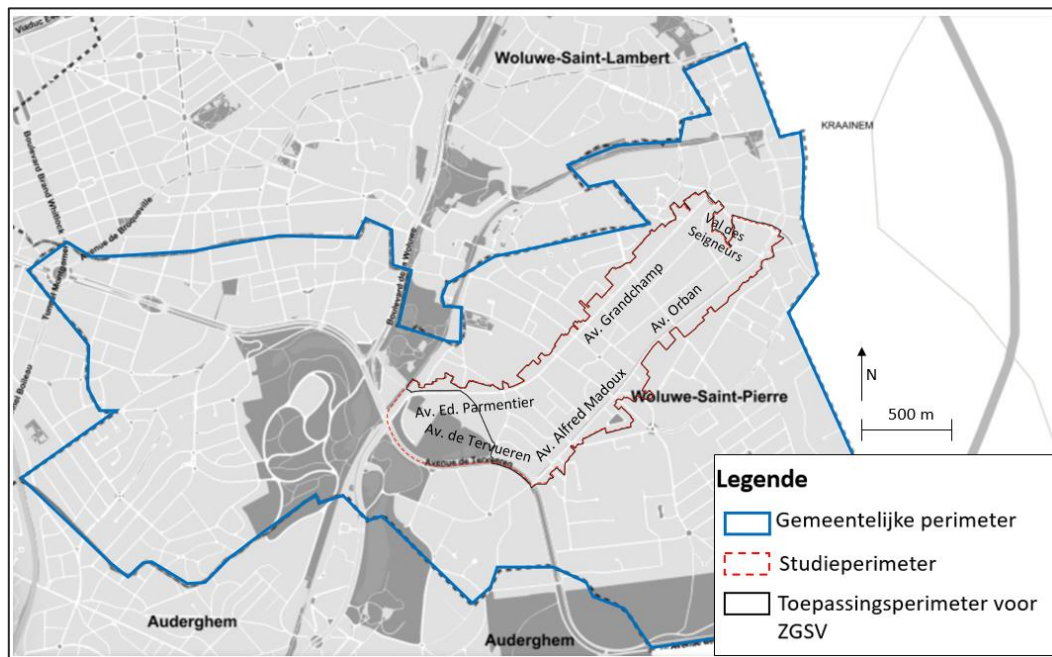 Viaduc
Woluwe-Saint-Lambert
KRAAINEM
Boulevard Brand Whitlock
Avenue de Broqueville
Boulevard de la Woluwe
Val des
Seigneurs
Av. Grandchamp
Av. Orban
Av. Ed. Parmentier
Av. Alfred Madoux
Woluwe-Saint-Pierre
Av. de Tervueren
Avenue de Tervueren
N
500 m
Boileau
Auderghem
Auderghem
Legende
Gemeentelijke perimeter
Studieperimeter
Toepassingsperimeter voor
ZGSV